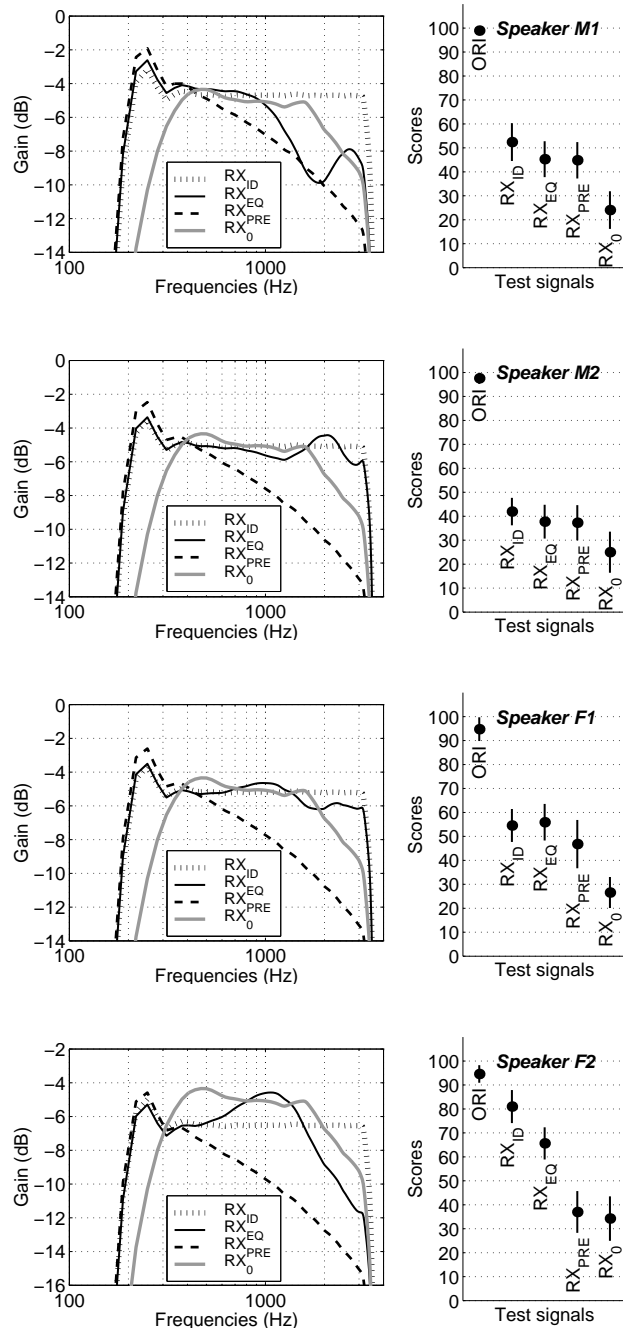 0
−2
−4
−6
−8
−10
−12
−14
Gain (dB)
RX_ID
RX_EQ
RX_PRE
RX_0
100
1000
Frequencies (Hz)
100
90
80
70
60
50
40
30
20
10
0
Scores
Speaker M1
ORI
RX_ID
RX_EQ
RX_PRE
RX_0
Test signals
0
−2
−4
−6
−8
−10
−12
−14
Gain (dB)
RX_ID
RX_EQ
RX_PRE
RX_0
100
1000
Frequencies (Hz)
100
90
80
70
60
50
40
30
20
10
0
Scores
Speaker M2
ORI
RX_ID
RX_EQ
RX_PRE
RX_0
Test signals
0
−2
−4
−6
−8
−10
−12
−14
Gain (dB)
RX_ID
RX_EQ
RX_PRE
RX_0
100
1000
Frequencies (Hz)
100
90
80
70
60
50
40
30
20
10
0
Scores
Speaker F1
ORI
RX_ID
RX_EQ
RX_PRE
RX_0
Test signals
−2
−4
−6
−8
−10
−12
−14
−16
Gain (dB)
RX_ID
RX_EQ
RX_PRE
RX_0
100
1000
Frequencies (Hz)
100
90
80
70
60
50
40
30
20
10
0
Scores
Speaker F2
ORI
RX_ID
RX_EQ
RX_PRE
RX_0
Test signals